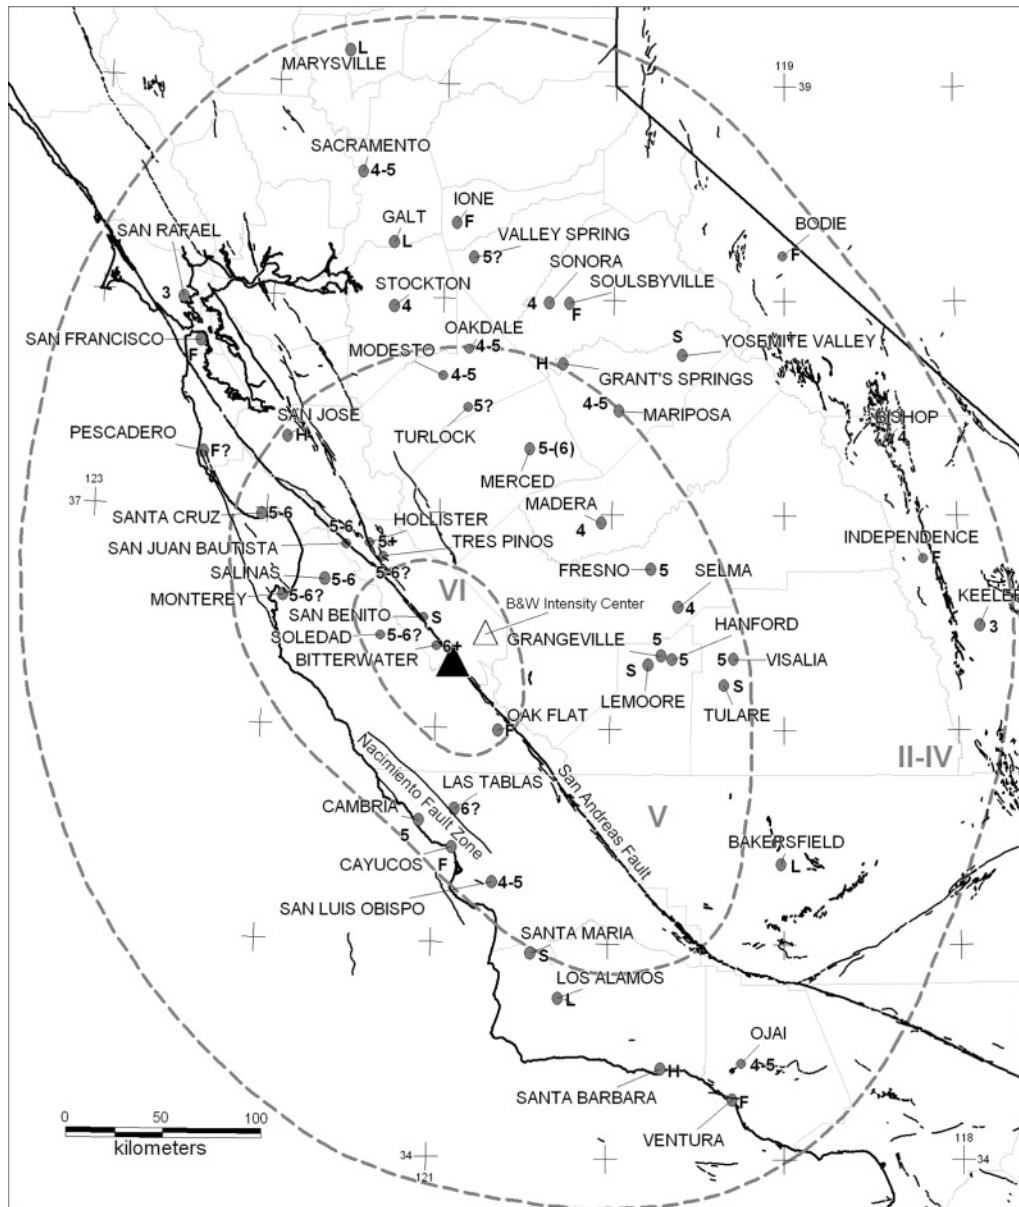 L
MARYSVILLE
119
39
SACRAMENTO
4-5
IONE
F
GALT
L
BODIE
F
SAN RAFAEL
VALLEY SPRING
5?
SONORA
SOULSBYVILLE
3
STOCKTON
4
4
F
SAN FRANCISCO
F
OAKDALE
4-5
MODESTO
4-5
S
YOSEMITE VALLEY
H
GRANT'S SPRINGS
4-5
MARIPOSA
5?
TURLOCK
SAN JOSE
H
BISHOP
4
PESCADERO
F?
5-(6)
MERCED
123
37
MADERA
4
SANTA CRUZ
5-6
5-6
HOLLISTER
5+
SAN JUAN BAUTISTA
TRES PINOS
5-6?
INDEPENDENCE
F
SALINAS
5-6
FRESNO
5
SELMA
4
MONTEREY
5-6?
VI
B&W Intensity Center
KEELER
3
SAN BENITO
S
SOLEDAD
5-6?
GRANGEVILLE
5
HANFORD
5
BITTERWATER
6+
5
VISALIA
S
LEMOORE
S
TULARE
OAK FLAT
F
Nacimiento Fault Zone
San Andreas Fault
II-IV
LAS TABLAS
6?
CAMBRIA
5
V
CAYUCOS
F
BAKERSFIELD
L
4-5
SAN LUIS OBISPO
SANTA MARIA
S
LOS ALAMOS
L
OJAI
4-5
H
SANTA BARBARA
F
VENTURA
0 50 100
kilometers
34
121
118
34